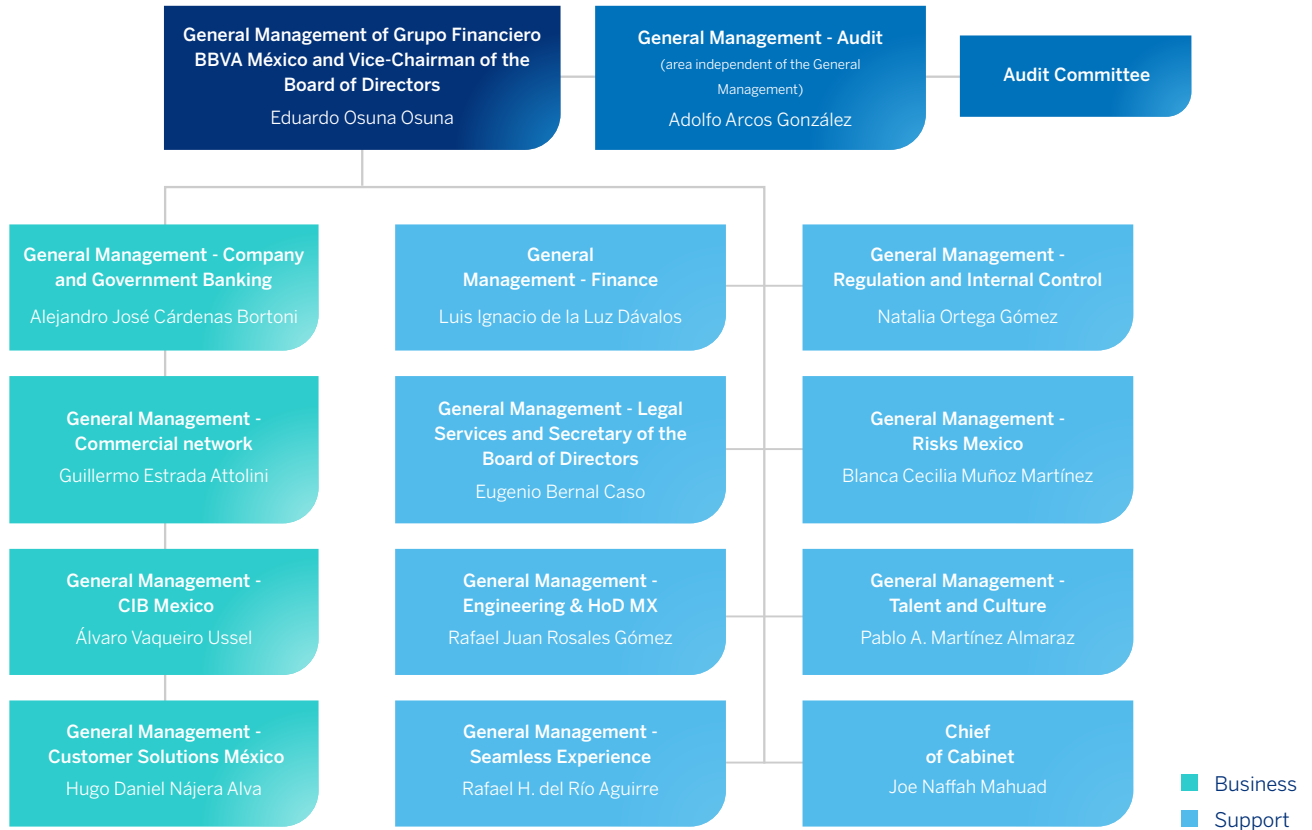 General Management of Grupo Financiero
BBVA México and Vice-Chairman of the
Board of Directors
Eduardo Osuna Osuna
General Management - Audit
(area independent of the General
Management)
Adolfo Arcos González
Audit Committee
General Management - Company
and Government Banking
Alejandro José Cárdenas Bortoni
General
Management - Finance
Luis Ignacio de la Luz Dávalos
General Management -
Regulation and Internal Control
Natalia Ortega Gómez
General Management -
Commercial network
Guillermo Estrada Attolini
General Management - Legal
Services and Secretary of the
Board of Directors
Eugenio Bernal Caso
General Management -
Risks Mexico
Blanca Cecilia Muñoz Martínez
General Management -
CIB Mexico
Álvaro Vaqueiro Ussel
General Management -
Engineering & HoD MX
Rafael Juan Rosales Gómez
General Management -
Talent and Culture
Pablo A. Martínez Almaraz
General Management -
Customer Solutions México
Hugo Daniel Nájera Alva
General Management -
Seamless Experience
Rafael H. del Río Aguirre
Chief
of Cabinet
Joe Naffah Mahuad
Business
Support